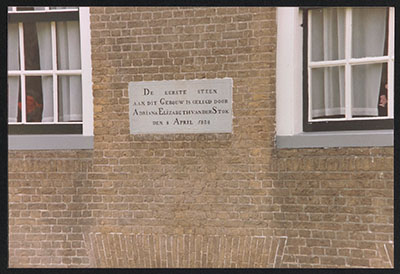 DE EERSTE STEEN
AAN DIT GEBOUW IS GELEGD DOOR
ADRIANA ELIZABETH VAN DER STOK
DEN 8 APRIL